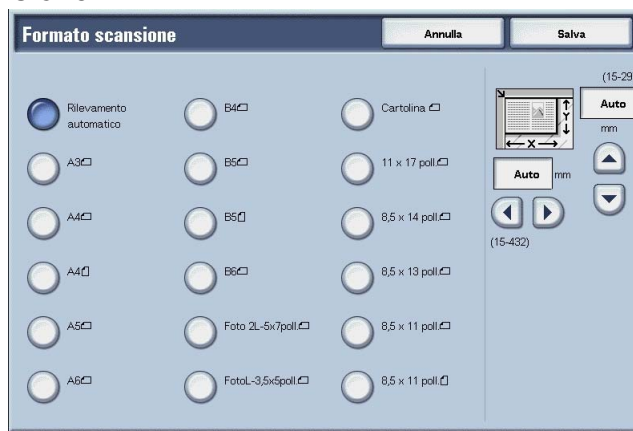 Formato scansione
Annulla
Salva
Rilevamento
automatico
A3
A4
A4
A5
A6
B4
B5
B5
B6
Foto 2L-5x7poll.
FotoL-3,5x5poll.
Cartolina
11 x 17 poll.
8,5 x 14 poll.
8,5 x 13 poll.
8,5 x 11 poll.
8,5 x 11 poll.
Y
X
(15-29
Auto
mm
Auto mm
(15-432)